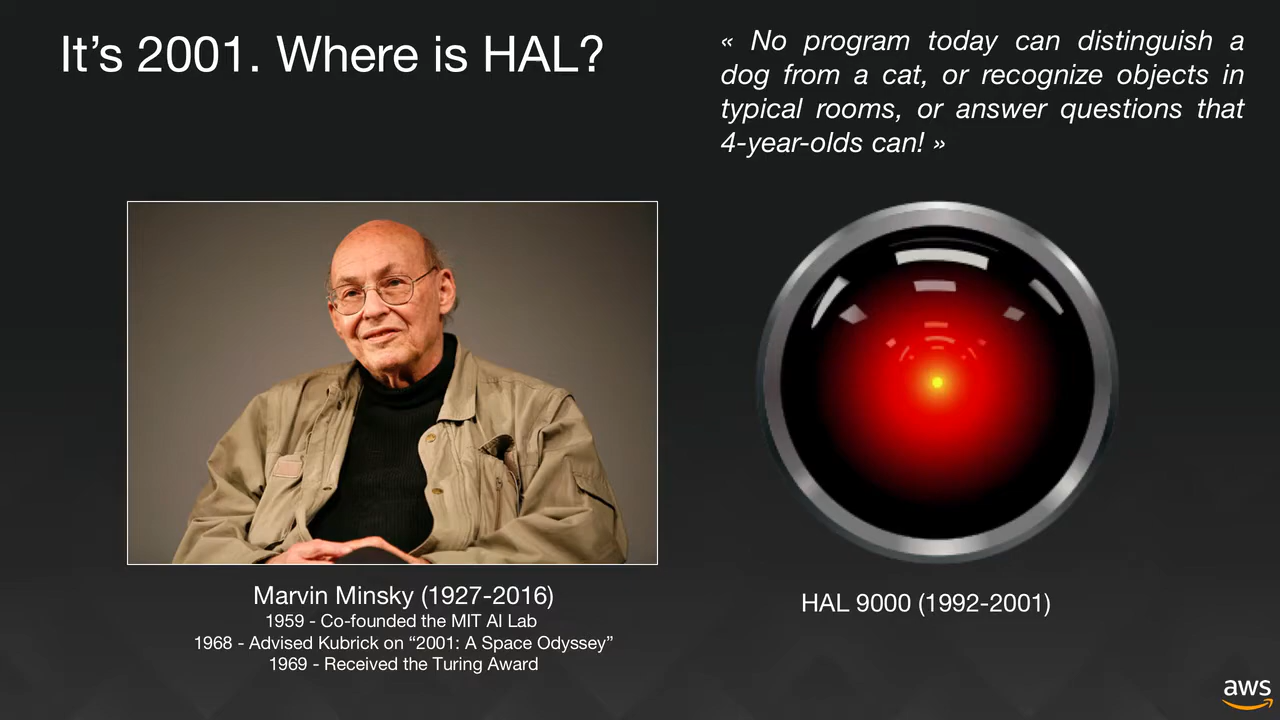 It’s 2001. Where is HAL?
« No program today can distinguish a
dog from a cat, or recognize objects in
typical rooms, or answer questions that
4-year-olds can! »
Marvin Minsky (1927-2016)
1959 - Co-founded the MIT AI Lab
1968 - Advised Kubrick on “2001: A Space Odyssey”
1969 - Received the Turing Award
HAL 9000 (1992-2001)
aws